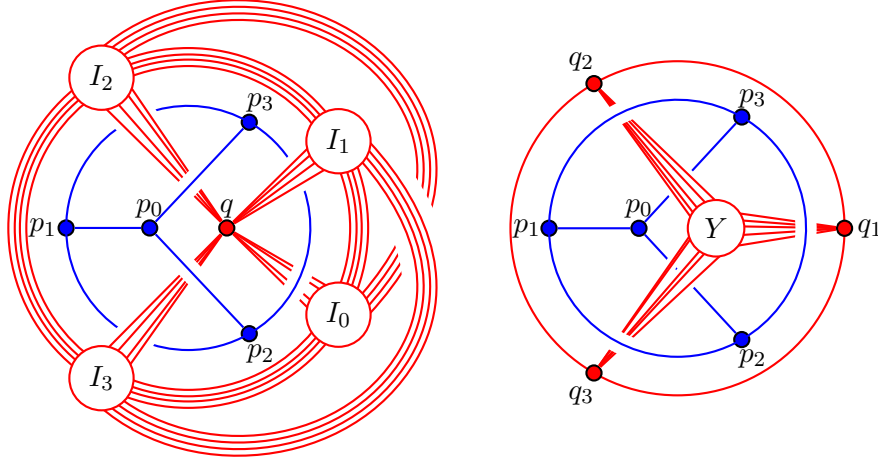 I₂
p₃
I₁
p₁
p₀
q
I₀
p₂
I₃
q₂
p₃
p₁
p₀
Y
q₁
p₂
q₃